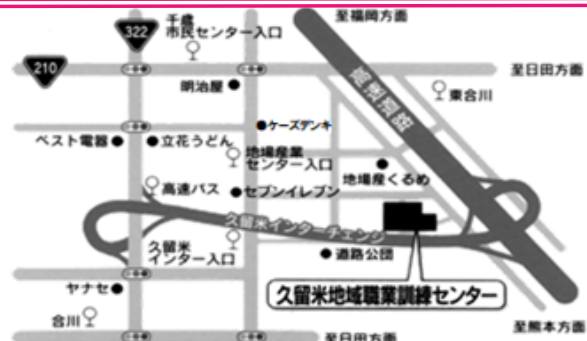 至福岡方面
322
千歳
市民センター入口
210
至日田方面
明治屋
東合川
ケーズデンキ
ベスト電器
立花うどん
地場産業
センター入口
地場産くるめ
高速バス
セブンイレブン
久留米インターチェンジ
久留米
インター入口
道路公団
ヤナセ
久留米地域職業訓練センター
合川
至日田方面
至熊本方面